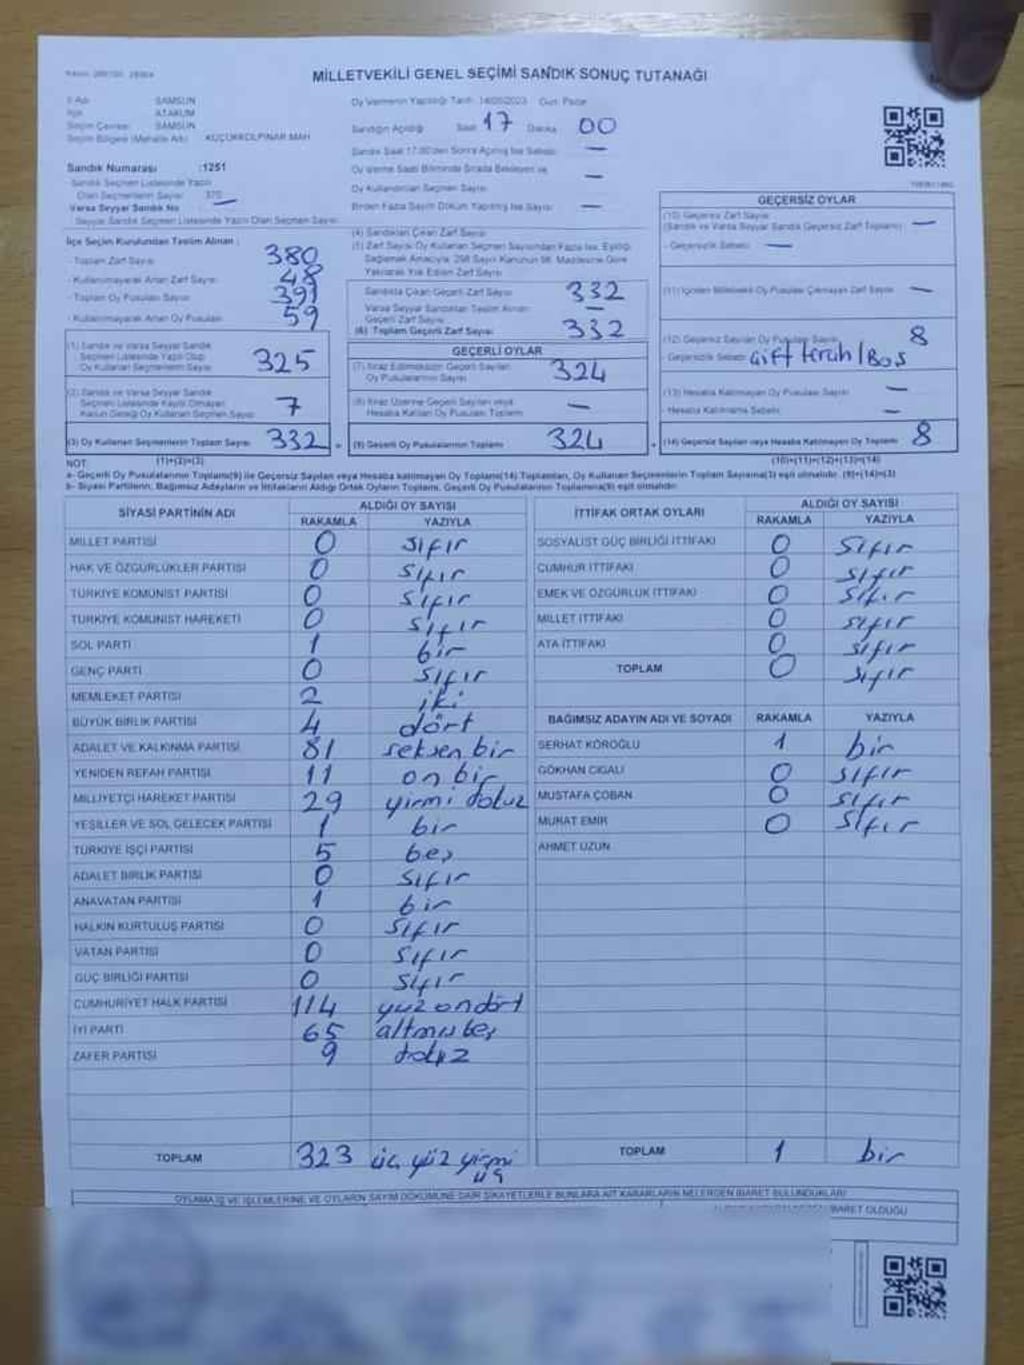 MİLLETVEKİLİ GENEL SEÇİMİ SANDIK SONUÇ TUTANAĞI
İl Adı SAMSUN
İlçe ATAKUM
Seçim Çevresi SAMSUN
Seçim Bölgesi (Mahalle Adı) KÜÇÜKKOLPINAR MAH
Sandık Numarası :1251
Sandık Seçmen Listesinde Yazılı
Olan Seçmenlerin Sayısı 370
Varsa Seyyar Sandık No
Seyyar Sandık Seçmen Listesinde Yazılı Olan Seçmen Sayısı
Oy Vermenin Yapıldığı Tarih 14/05/2023 Gün: Pazar
Sandığın Açıldığı Saat 17 Dakika 00
Sandık Saat 17:00'den Sonra Açılmış İse Sebebi —
Oy Verme Saati Bitiminde Sırada Bekleyen ve
Oy Kullandırılan Seçmen Sayısı —
Birden Fazla Sayım Döküm Yapılmış İse Sayısı —
İlçe Seçim Kurulundan Teslim Alınan :
- Toplam Zarf Sayısı 380
- Kullanılmayarak Artan Zarf Sayısı 48
- Toplam Oy Pusulası Sayısı 391
- Kullanılmayarak Artan Oy Pusulası 59
(1) Sandık ve Varsa Seyyar Sandık
Seçmen Listesinde Yazılı Olup
Oy Kullanan Seçmenlerin Sayısı 325
(2) Sandık ve Varsa Seyyar Sandık
Seçmen Listesinde Kayıtlı Olmayan
Kanun Gereği Oy Kullanan Seçmen Sayısı 7
(3) Oy Kullanan Seçmenlerin Toplam Sayısı 332
(1)+(2)=(3)
(4) Sandıktan Çıkan Zarf Sayısı
(5) Zarf Sayısı Oy Kullanan Seçmen Sayısından Fazla İse, Eşitliği
Sağlamak Amacıyla, 298 Sayılı Kanunun 98. Maddesine Göre
Yakılarak Yok Edilen Zarf Sayısı
Sandıkta Çıkan Geçerli Zarf Sayısı 332
Varsa Seyyar Sandıktan Teslim Alınan
Geçerli Zarf Sayısı —
(6) Toplam Geçerli Zarf Sayısı 332
GEÇERLİ OYLAR
(7) İtiraz Edilmeksizin Geçerli Sayılan
Oy Pusulalarının Sayısı 324
(8) İtiraz Üzerine Geçerli Sayılan veya
Hesaba Katılan Oy Pusulası Toplamı —
(9) Geçerli Oy Pusulalarının Toplamı 324
GEÇERSİZ OYLAR
(10) Geçersiz Zarf Sayısı
(Sandık ve Varsa Seyyar Sandık Geçersiz Zarf Toplamı) —
- Geçersizlik Sebebi —
(11) İçinden Milletvekili Oy Pusulası Çıkmayan Zarf Sayısı —
(12) Geçersiz Sayılan Oy Pusulası Sayısı 8
- Geçersizlik Sebebi Çift tercih/Boş
(13) Hesaba Katılmayan Oy Pusulası Sayısı —
- Hesaba Katılmama Sebebi —
(14) Geçersiz Sayılan veya Hesaba Katılmayan Oy Toplamı 8
(10)+(11)+(12)+(13)=(14)
NOT:
a- Geçerli Oy Pusulalarının Toplamı(9) ile Geçersiz Sayılan veya Hesaba katılmayan Oy Toplamı(14) Toplamları, Oy Kullanan Seçmenlerin Toplam Sayısına(3) eşit olmalıdır. (9)+(14)=(3)
b- Siyasi Partilerin, Bağımsız Adayların ve İttifakların Aldığı Ortak Oyların Toplamı, Geçerli Oy Pusulalarının Toplamına(9) eşit olmalıdır.
SİYASİ PARTİNİN ADI ALDIĞI OY SAYISI
RAKAMLA YAZIYLA
MİLLET PARTİSİ 0 sıfır
HAK VE ÖZGÜRLÜKLER PARTİSİ 0 sıfır
TÜRKİYE KOMÜNİST PARTİSİ 0 sıfır
TÜRKİYE KOMÜNİST HAREKETİ 0 sıfır
SOL PARTİ 1 bir
GENÇ PARTİ 0 sıfır
MEMLEKET PARTİSİ 2 iki
BÜYÜK BİRLİK PARTİSİ 4 dört
ADALET VE KALKINMA PARTİSİ 81 seksen bir
YENİDEN REFAH PARTİSİ 11 on bir
MİLLİYETÇİ HAREKET PARTİSİ 29 yirmi dokuz
YEŞİLLER VE SOL GELECEK PARTİSİ 1 bir
TÜRKİYE İŞÇİ PARTİSİ 5 beş
ADALET BİRLİK PARTİSİ 0 sıfır
ANAVATAN PARTİSİ 1 bir
HALKIN KURTULUŞ PARTİSİ 0 sıfır
VATAN PARTİSİ 0 sıfır
GÜÇ BİRLİĞİ PARTİSİ 0 sıfır
CUMHURİYET HALK PARTİSİ 114 yüz ondört
İYİ PARTİ 65 altmış beş
ZAFER PARTİSİ 9 dokuz
TOPLAM 323 üç yüz yirmi
üç
İTTİFAK ORTAK OYLARI ALDIĞI OY SAYISI
RAKAMLA YAZIYLA
SOSYALİST GÜÇ BİRLİĞİ İTTİFAKI 0 sıfır
CUMHUR İTTİFAKI 0 sıfır
EMEK VE ÖZGÜRLÜK İTTİFAKI 0 sıfır
MİLLET İTTİFAKI 0 sıfır
ATA İTTİFAKI 0 sıfır
TOPLAM 0 sıfır
BAĞIMSIZ ADAYIN ADI VE SOYADI RAKAMLA YAZIYLA
SERHAT KÖROĞLU 1 bir
GÖKHAN CIGALI 0 sıfır
MUSTAFA ÇOBAN 0 sıfır
MURAT EMİR 0 sıfır
AHMET UZUN
TOPLAM 1 bir
OYLAMA İŞ VE İŞLEMLERİNE VE OYLARIN SAYIM DÖKÜMÜNE DAİR ŞİKAYETLERLE BUNLARA AİT KARARLARIN NELERDEN İBARET BULUNDUKLARI
İBARET OLDUĞU